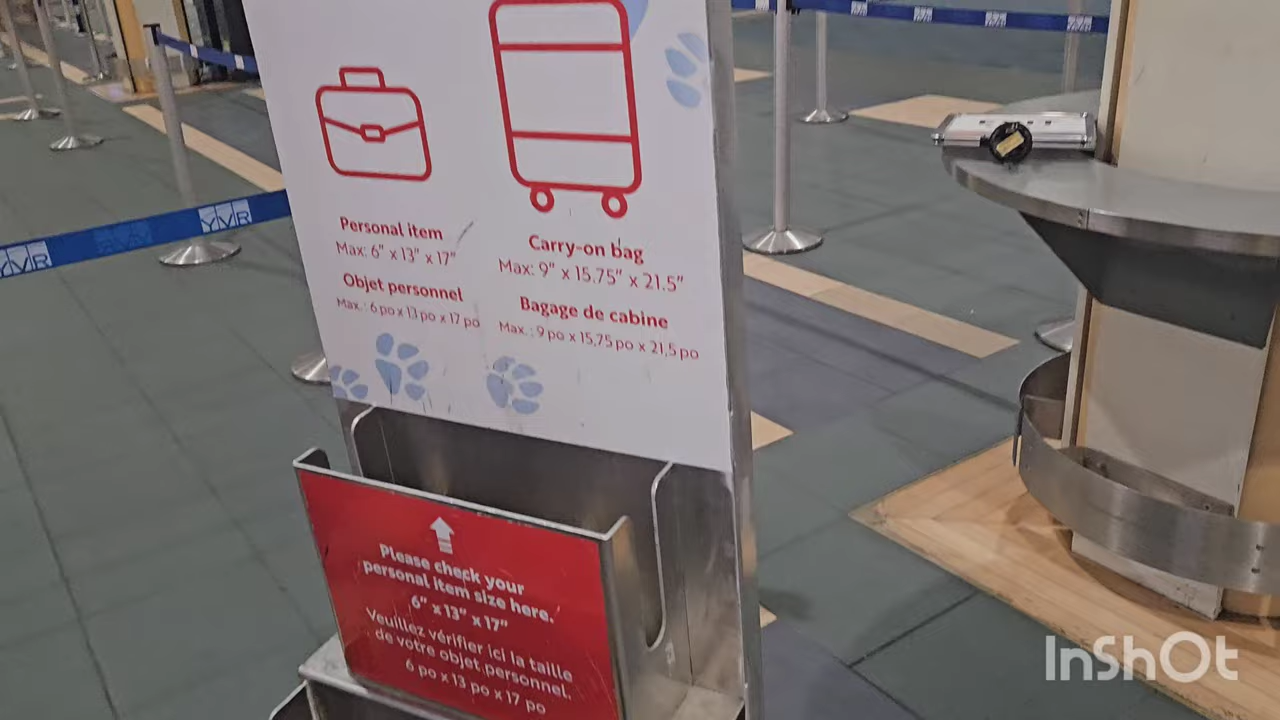 YVR
YVR
Personal item
Max: 6” x 13” x 17”
Objet personnel
Max. : 6 po x 13 po x 17 po
Carry-on bag
Max: 9” x 15.75” x 21.5”
Bagage de cabine
Max. : 9 po x 15,75 po x 21,5 po
Please check your
personal item size here.
6” x 13” x 17”
Veuillez vérifier ici la taille
de votre objet personnel.
6 po x 13 po x 17 po
InShOt